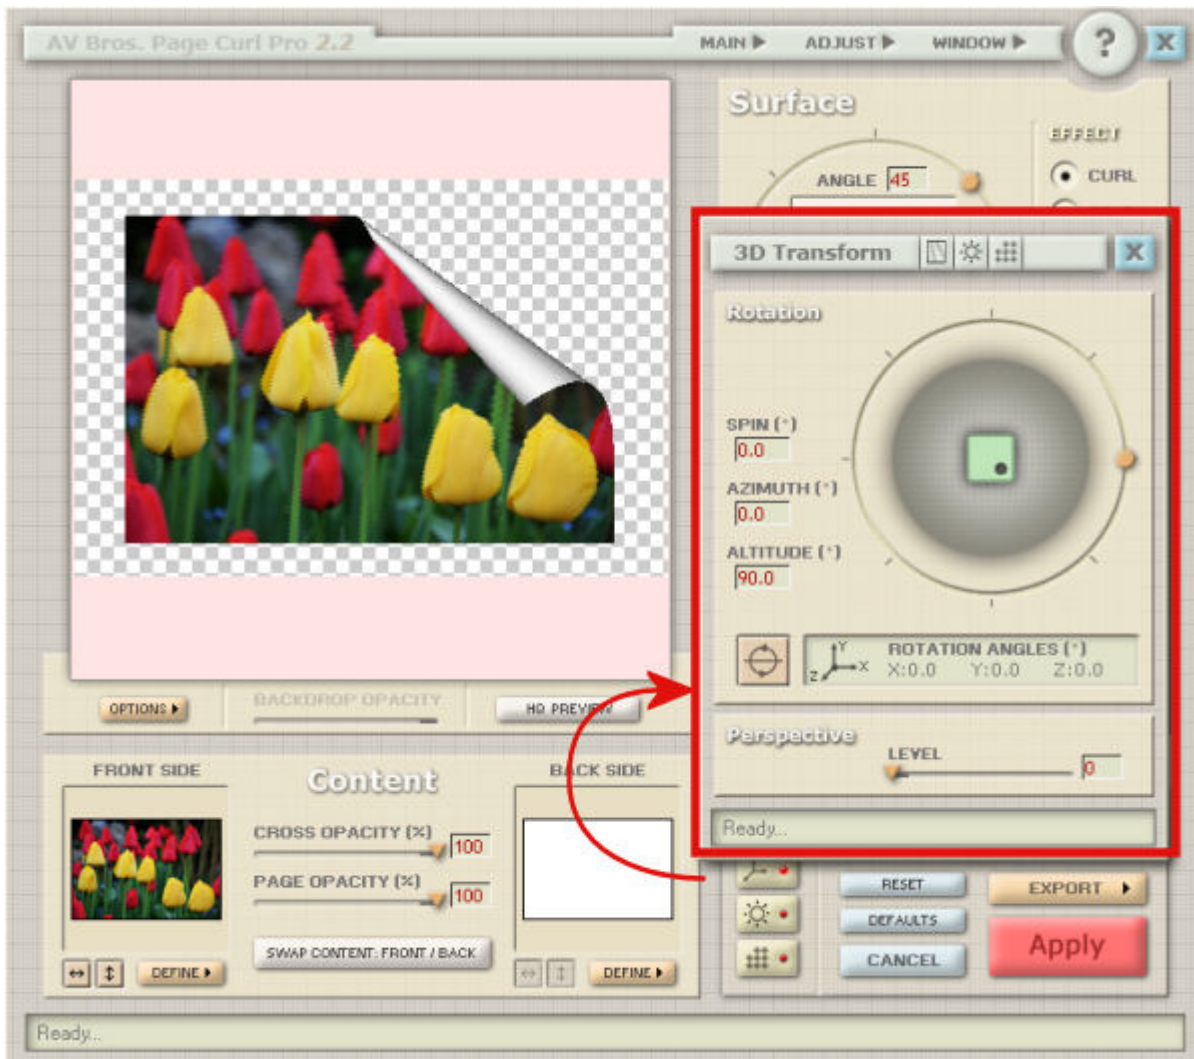 AV Bros. Page Curl Pro 2.2
MAIN
ADJUST
WINDOW
?
X
Surface
EFFECT
ANGLE 45
CURL
3D Transform
X
Rotation
SPIN (°)
0.0
AZIMUTH (°)
0.0
ALTITUDE (°)
90.0
Y
Z
X
ROTATION ANGLES (°)
X:0.0 Y:0.0 Z:0.0
Perspective
LEVEL
0
Ready...
OPTIONS
BACKDROP OPACITY
HQ PREVIEW
FRONT SIDE
Content
BACK SIDE
CROSS OPACITY (%)
100
PAGE OPACITY (%)
100
SWAP CONTENT: FRONT / BACK
DEFINE
DEFINE
RESET
DEFAULTS
CANCEL
EXPORT
Apply
Ready...